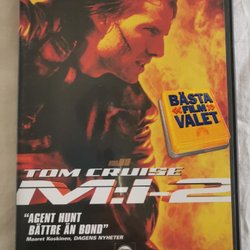 BÄSTA
FILM
VALET
TOM CRUISE
M:I-2
"AGENT HUNT
BÄTTRE ÄN BOND"
Maaret Koskinen, DAGENS NYHETER